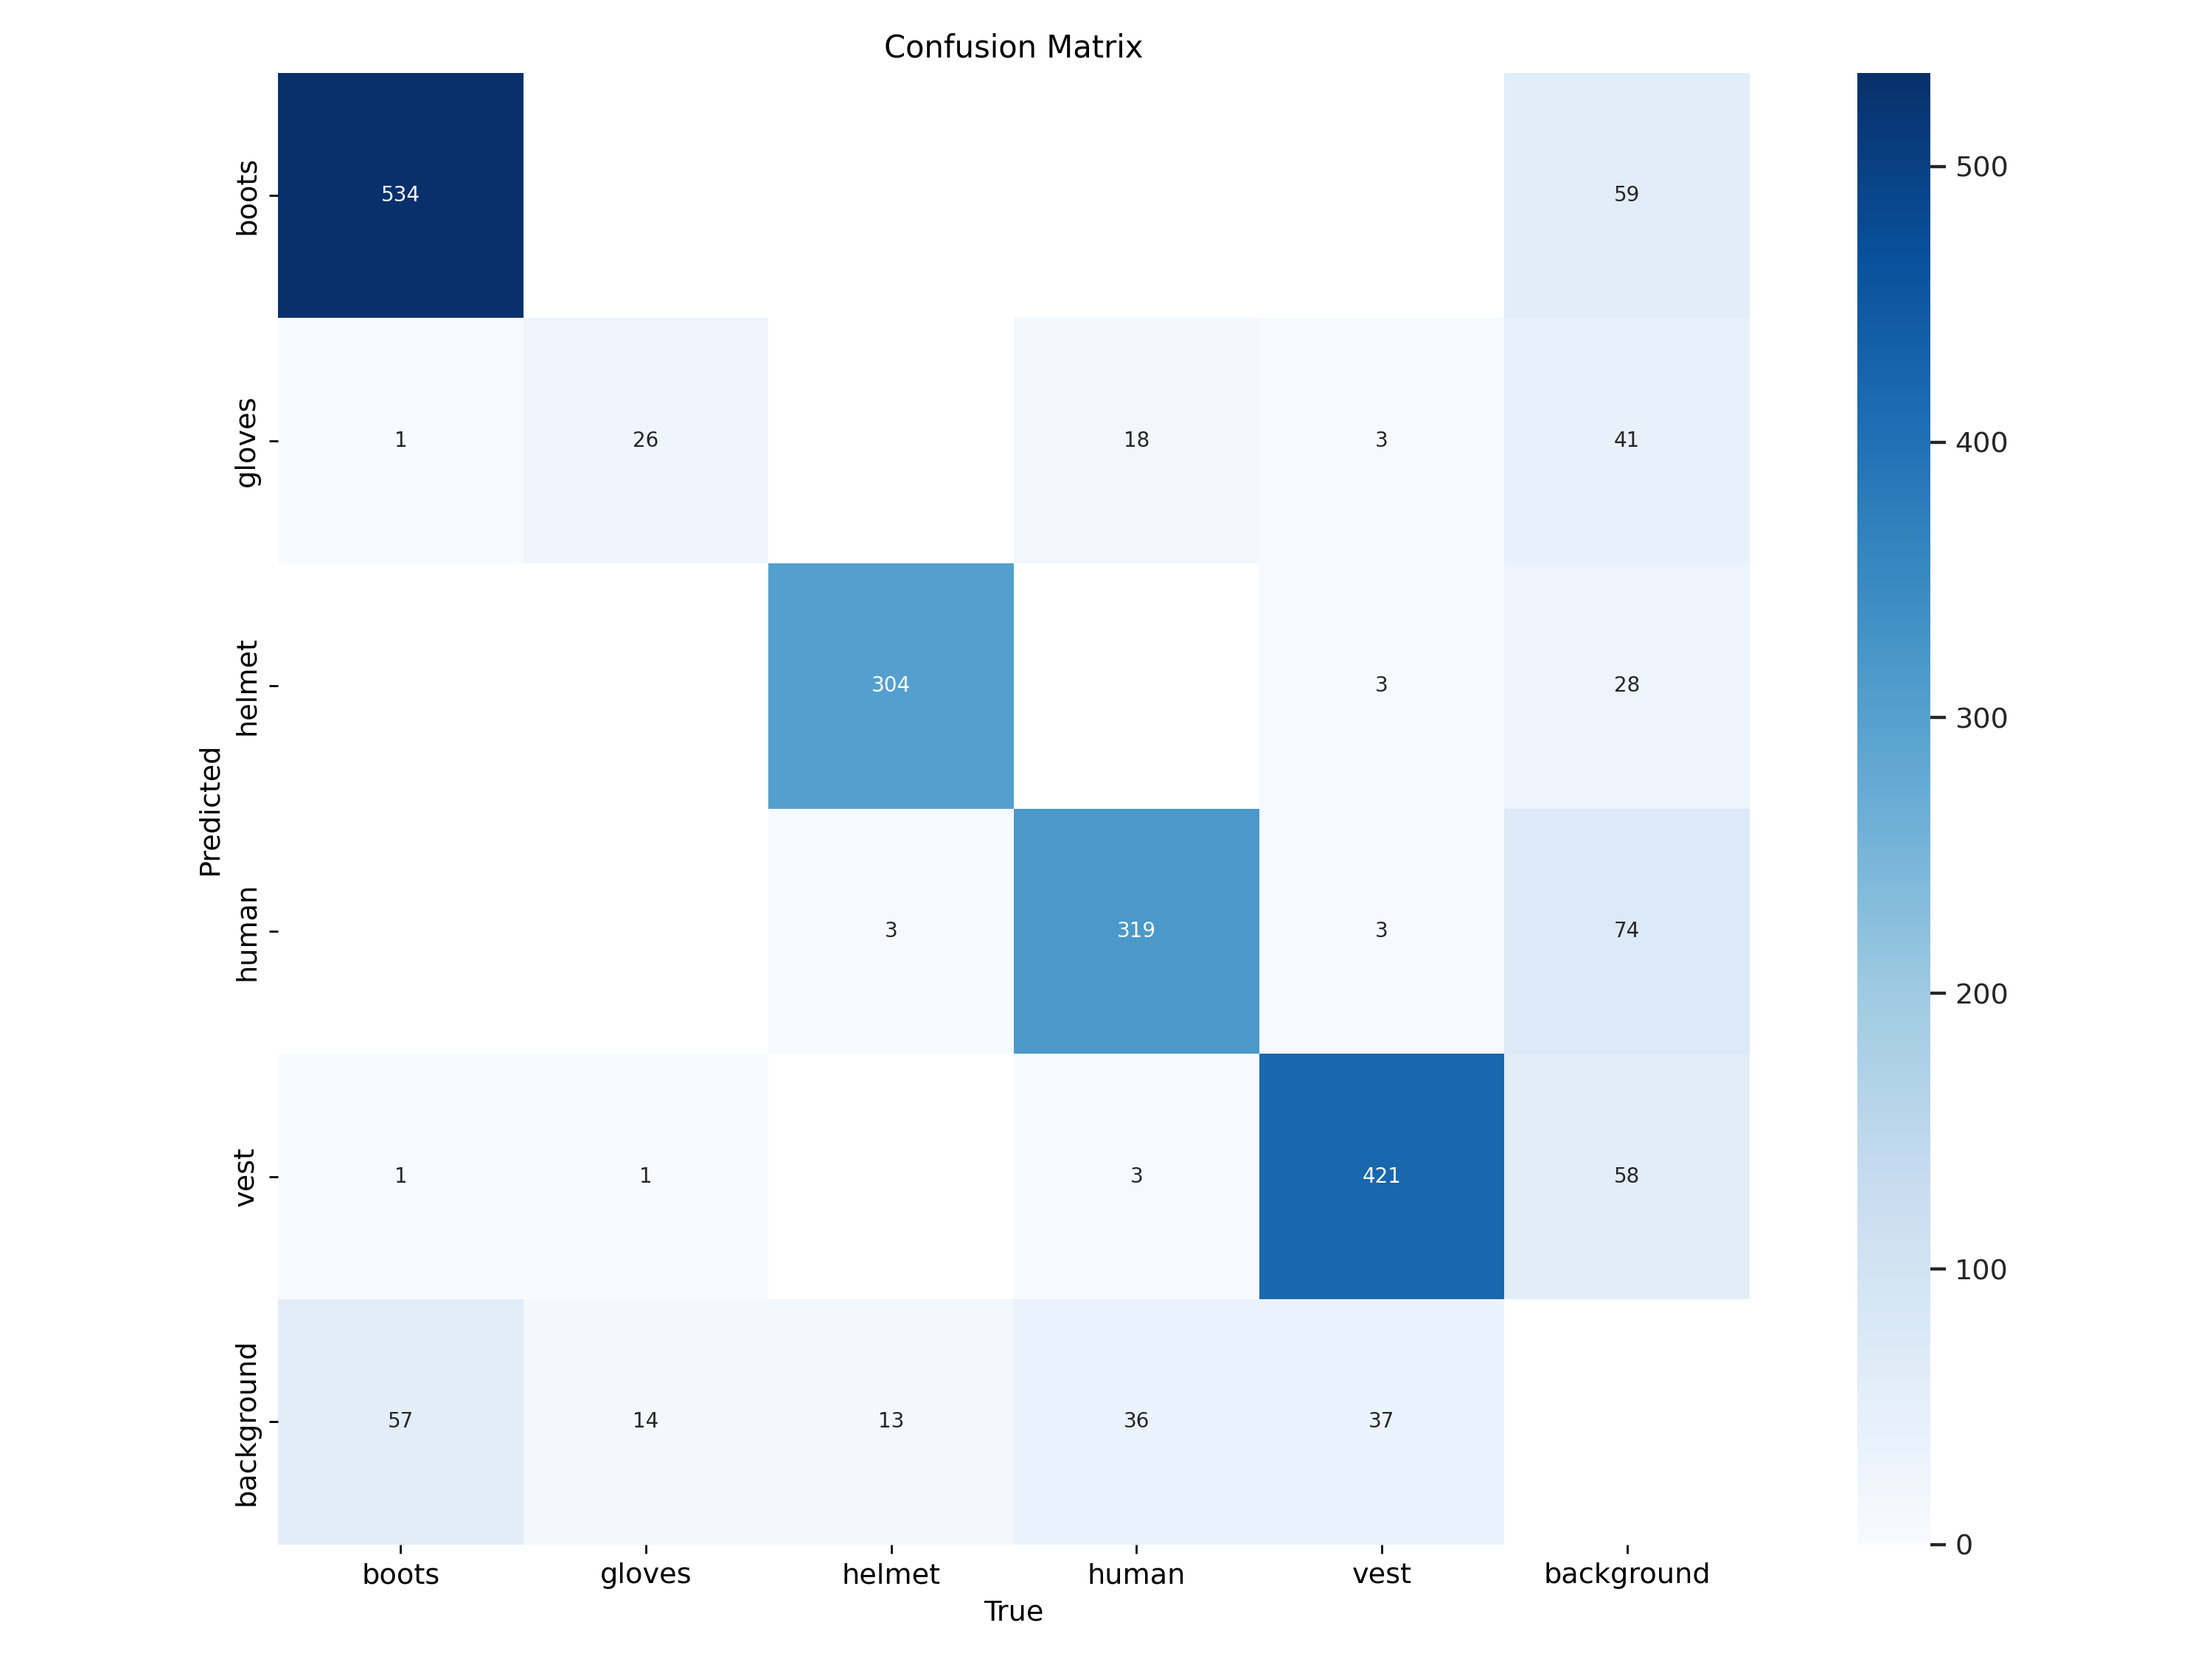 Confusion Matrix
boots
534
59
500
gloves
1
26
18
3
41
400
helmet
304
3
28
300
Predicted
human
3
319
3
74
200
vest
1
1
3
421
58
100
background
57
14
13
36
37
0
boots
gloves
helmet
human
vest
background
True